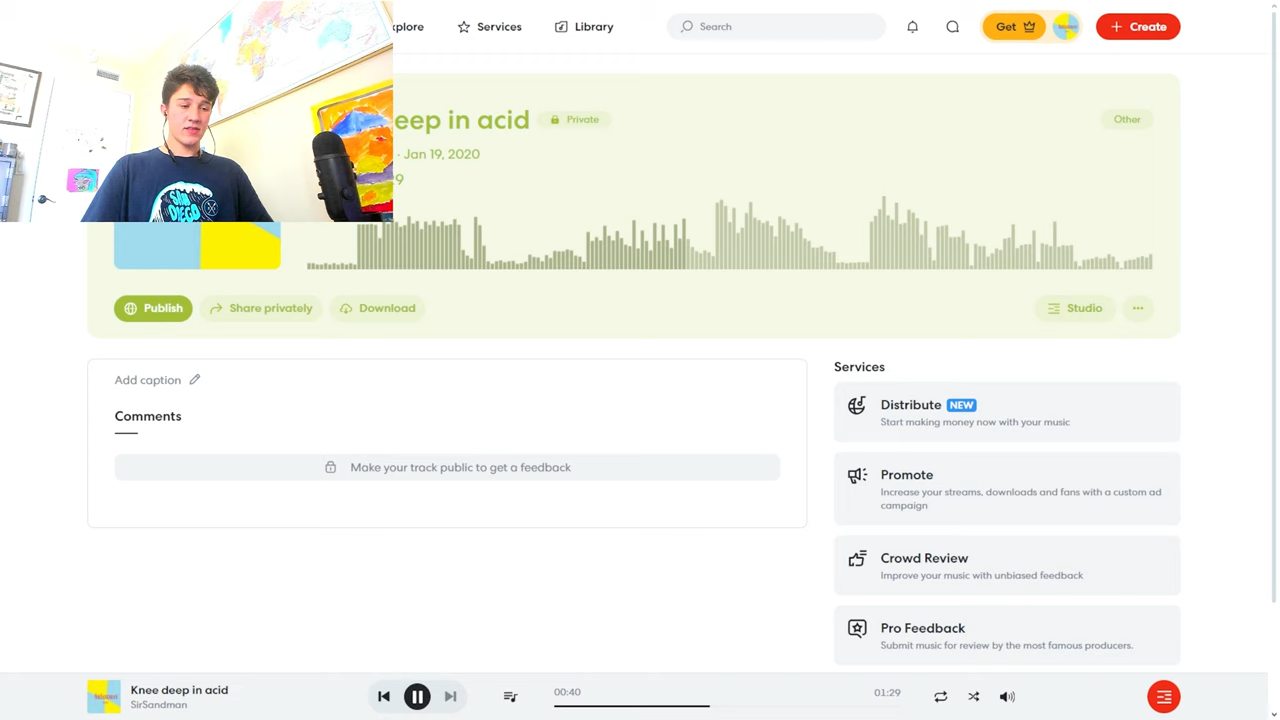 xplore
Services
Library
Search
Get
Create
eep in acid
Private
Other
- Jan 19, 2020
9
SAN
DIEGO
Publish
Share privately
Download
Studio
Add caption
Comments
Make your track public to get a feedback
Services
Distribute NEW
Start making money now with your music
Promote
Increase your streams, downloads and fans with a custom ad
campaign
Crowd Review
Improve your music with unbiased feedback
Pro Feedback
Submit music for review by the most famous producers.
Knee deep in acid
SirSandman
00:40
01:29